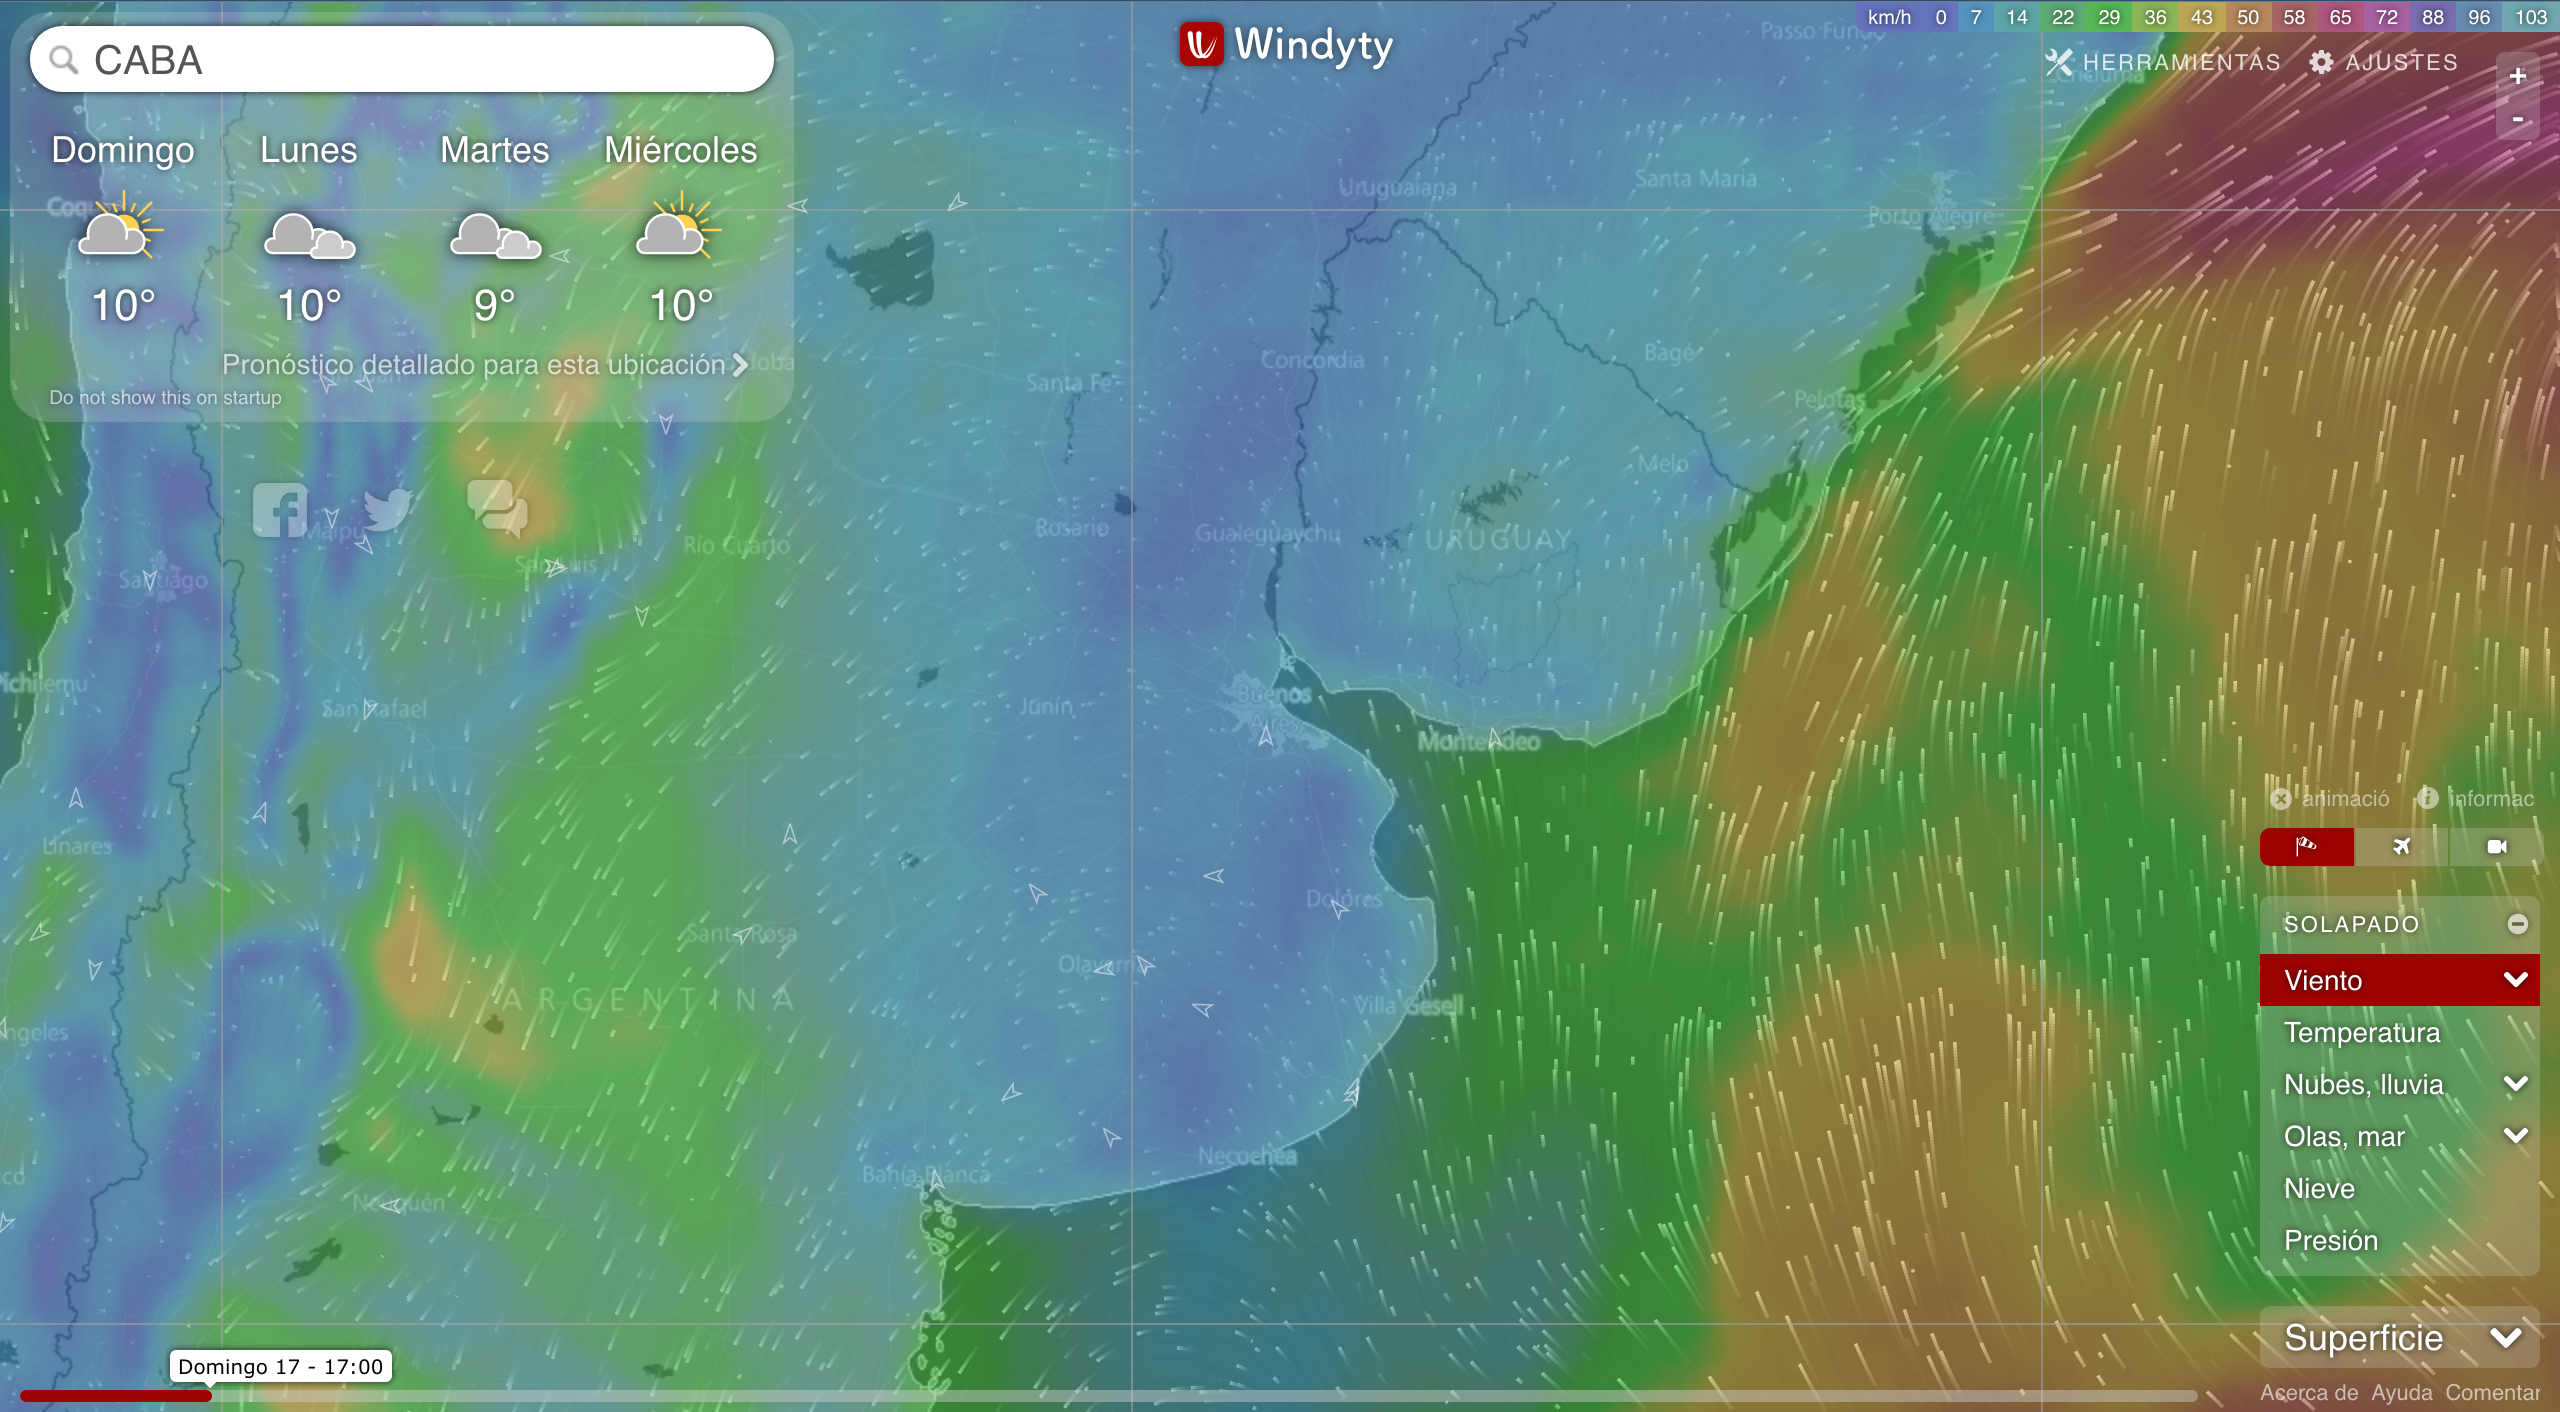 CABA
Windyty
km/h 0 7 14 22 29 36 43 50 58 65 72 88 96 103
HERRAMIENTAS AJUSTES
+
-
Domingo Lunes Martes Miércoles
10° 10° 9° 10°
Pronóstico detallado para esta ubicación
Do not show this on startup
Passo Fundo
Uruguaiana
Santa Maria
Porto Alegre
Concordia
Bagé
Santa Fe
Pelotas
Melo
Rosario
Gualeguaychu
URUGUAY
Maipú
Río Cuarto
San Luis
Santiago
Pichilemu
San Rafael
Junín
Buenos
Aires
Montevideo
animació informac
Linares
Dolores
Santa Rosa
SOLAPADO
Viento
Temperatura
Nubes, lluvia
Olas, mar
Nieve
Presión
Superficie
ARGENTINA
Villa Gesell
ngeles
Necochea
Bahía Blanca
Neuquén
Domingo 17 - 17:00
Acerca de Ayuda Comentar